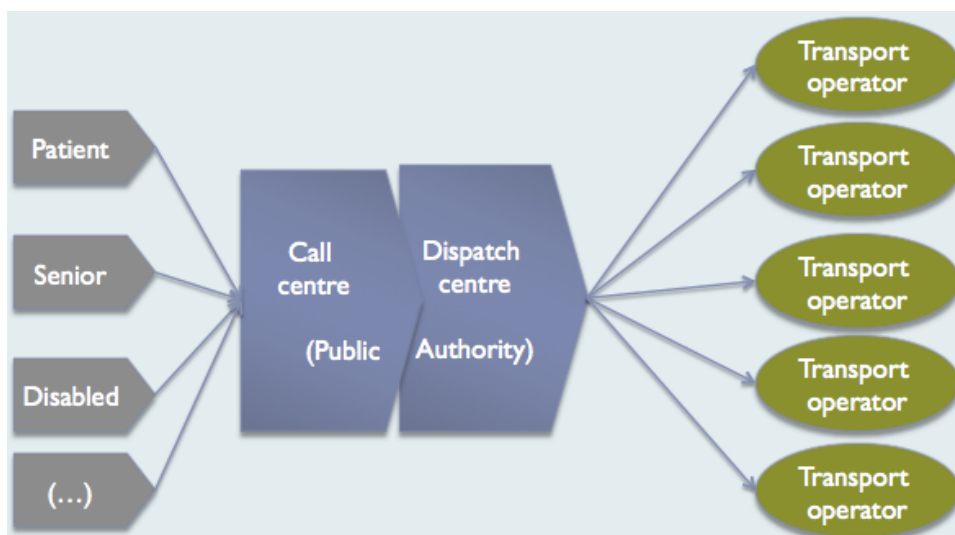 Patient
Senior
Disabled
(...)
Call
centre
(Public
Dispatch
centre
Authority)
Transport
operator
Transport
operator
Transport
operator
Transport
operator
Transport
operator